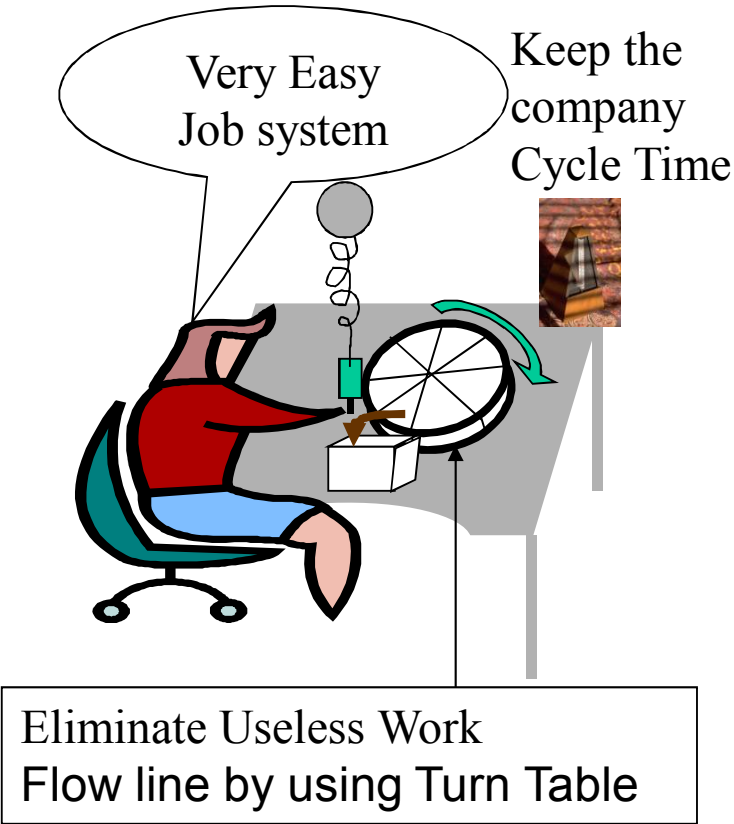 Very Easy
Job system
Keep the
company
Cycle Time
Eliminate Useless Work
Flow line by using Turn Table